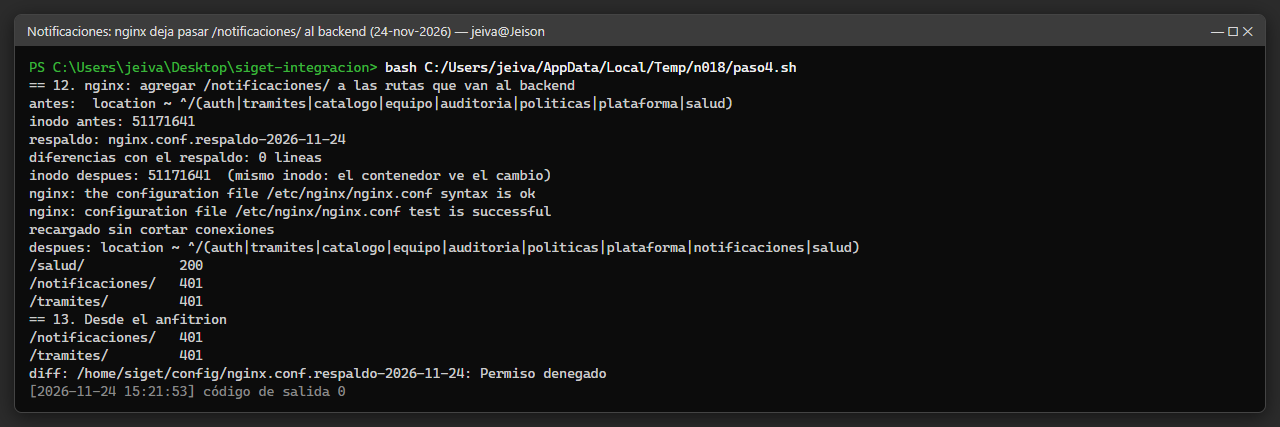 Notificaciones: nginx deja pasar /notificaciones/ al backend (24-nov-2026) — jeiva@Jeison
PS C:\Users\jeiva\Desktop\siget-integracion> bash C:/Users/jeiva/AppData/Local/Temp/n018/paso4.sh
== 12. nginx: agregar /notificaciones/ a las rutas que van al backend
antes:  location ~ ^/(auth|tramites|catalogo|equipo|auditoria|politicas|plataforma|salud)
inodo antes: 51171641
respaldo: nginx.conf.respaldo-2026-11-24
diferencias con el respaldo: 0 lineas
inodo despues: 51171641  (mismo inodo: el contenedor ve el cambio)
nginx: the configuration file /etc/nginx/nginx.conf syntax is ok
nginx: configuration file /etc/nginx/nginx.conf test is successful
recargado sin cortar conexiones
despues: location ~ ^/(auth|tramites|catalogo|equipo|auditoria|politicas|plataforma|notificaciones|salud)
/salud/            200
/notificaciones/   401
/tramites/         401
== 13. Desde el anfitrion
/notificaciones/   401
/tramites/         401
diff: /home/siget/config/nginx.conf.respaldo-2026-11-24: Permiso denegado
[2026-11-24 15:21:53] código de salida 0